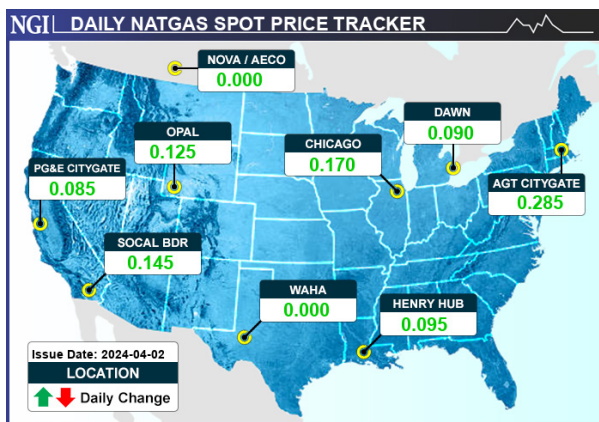 NGI DAILY NATGAS SPOT PRICE TRACKER
NOVA / AECO
0.000
OPAL
0.125
CHICAGO
0.170
DAWN
0.090
PG&E CITYGATE
0.085
AGT CITYGATE
0.285
SOCAL BDR
0.145
WAHA
0.000
HENRY HUB
0.095
Issue Date: 2024-04-02
LOCATION
Daily Change